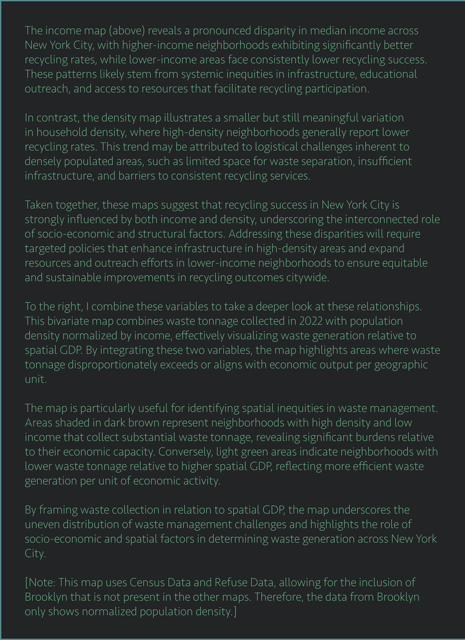 The income map (above) reveals a pronounced disparity in median income across
New York City, with higher-income neighborhoods exhibiting significantly better
recycling rates, while lower-income areas face consistently lower recycling success.
These patterns likely stem from systemic inequities in infrastructure, educational
outreach, and access to resources that facilitate recycling participation.
In contrast, the density map illustrates a smaller but still meaningful variation
in household density, where high-density neighborhoods generally report lower
recycling rates. This trend may be attributed to logistical challenges inherent to
densely populated areas, such as limited space for waste separation, insufficient
infrastructure, and barriers to consistent recycling services.
Taken together, these maps suggest that recycling success in New York City is
strongly influenced by both income and density, underscoring the interconnected role
of socio-economic and structural factors. Addressing these disparities will require
targeted policies that enhance infrastructure in high-density areas and expand
resources and outreach efforts in lower-income neighborhoods to ensure equitable
and sustainable improvements in recycling outcomes citywide.
To the right, I combine these variables to take a deeper look at these relationships.
This bivariate map combines waste tonnage collected in 2022 with population
density normalized by income, effectively visualizing waste generation relative to
spatial GDP. By integrating these two variables, the map highlights areas where waste
tonnage disproportionately exceeds or aligns with economic output per geographic
unit.
The map is particularly useful for identifying spatial inequities in waste management.
Areas shaded in dark brown represent neighborhoods with high density and low
income that collect substantial waste tonnage, revealing significant burdens relative
to their economic capacity. Conversely, light green areas indicate neighborhoods with
lower waste tonnage relative to higher spatial GDP, reflecting more efficient waste
generation per unit of economic activity.
By framing waste collection in relation to spatial GDP, the map underscores the
uneven distribution of waste management challenges and highlights the role of
socio-economic and spatial factors in determining waste generation across New York
City.
[Note: This map uses Census Data and Refuse Data, allowing for the inclusion of
Brooklyn that is not present in the other maps. Therefore, the data from Brooklyn
only shows normalized population density.]